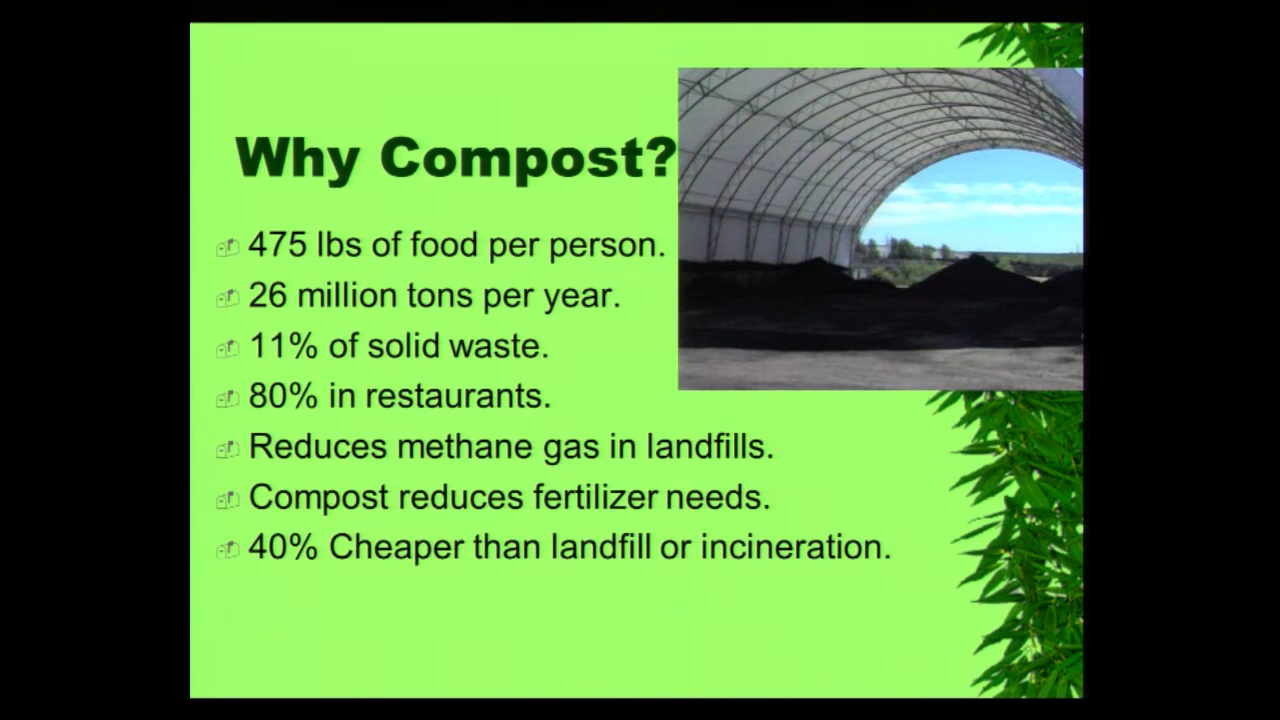 Why Compost?
475 lbs of food per person.
26 million tons per year.
11% of solid waste.
80% in restaurants.
Reduces methane gas in landfills.
Compost reduces fertilizer needs.
40% Cheaper than landfill or incineration.